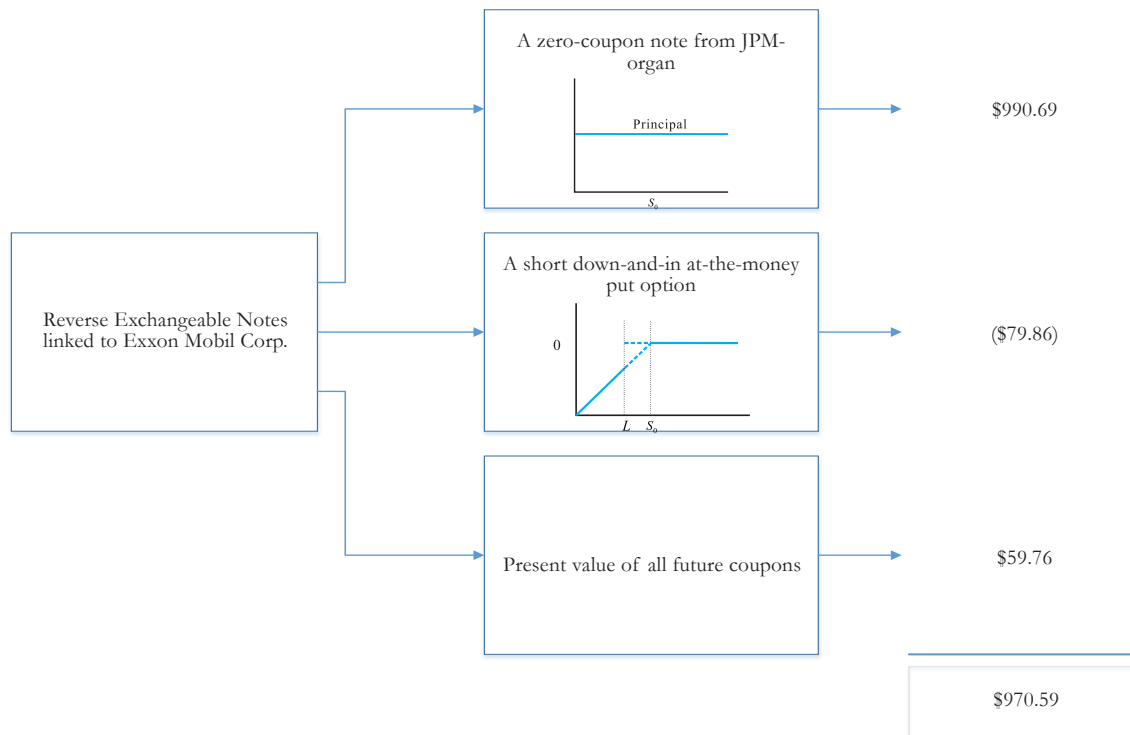 A zero-coupon note from JPM-
organ
Principal
S₀
$990.69
Reverse Exchangeable Notes
linked to Exxon Mobil Corp.
A short down-and-in at-the-money
put option
0
L S₀
($79.86)
Present value of all future coupons
$59.76
$970.59